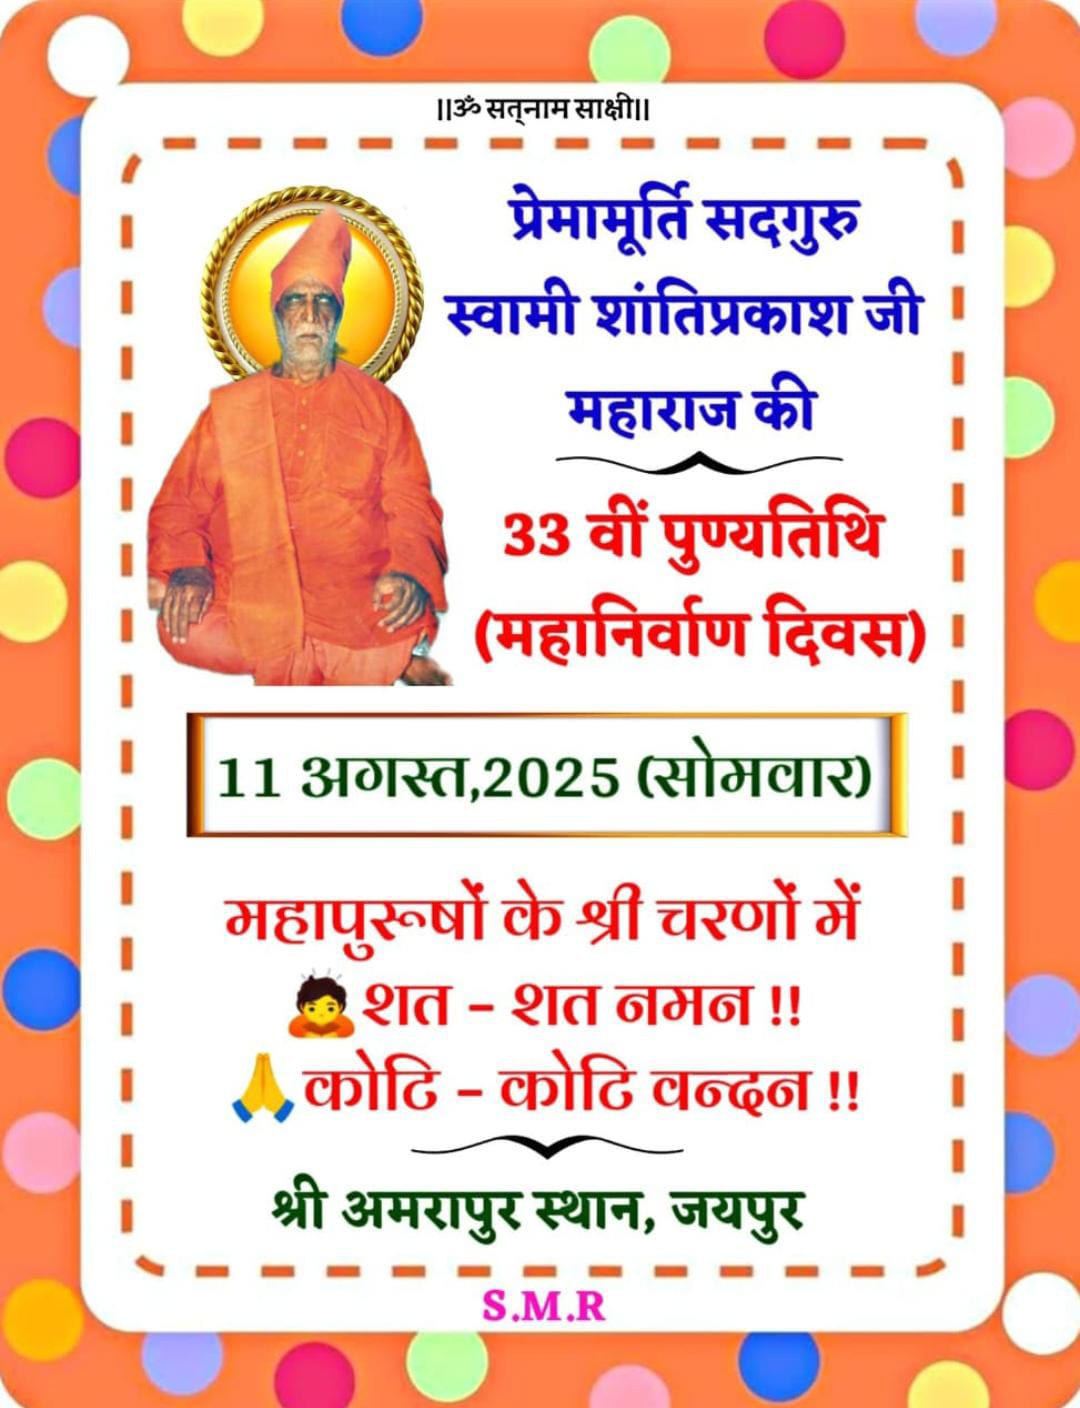 ||ॐ सत्‌नाम साक्षी||
प्रेमामूर्ति सदगुरु
स्वामी शांतिप्रकाश जी
महाराज की
33 वीं पुण्यतिथि
(महानिर्वाण दिवस)
11 अगस्त,2025 (सोमवार)
महापुरूषों के श्री चरणों में
🙇शत – शत नमन !!
🙏कोटि – कोटि वन्दन !!
श्री अमरापुर स्थान, जयपुर
S.M.R